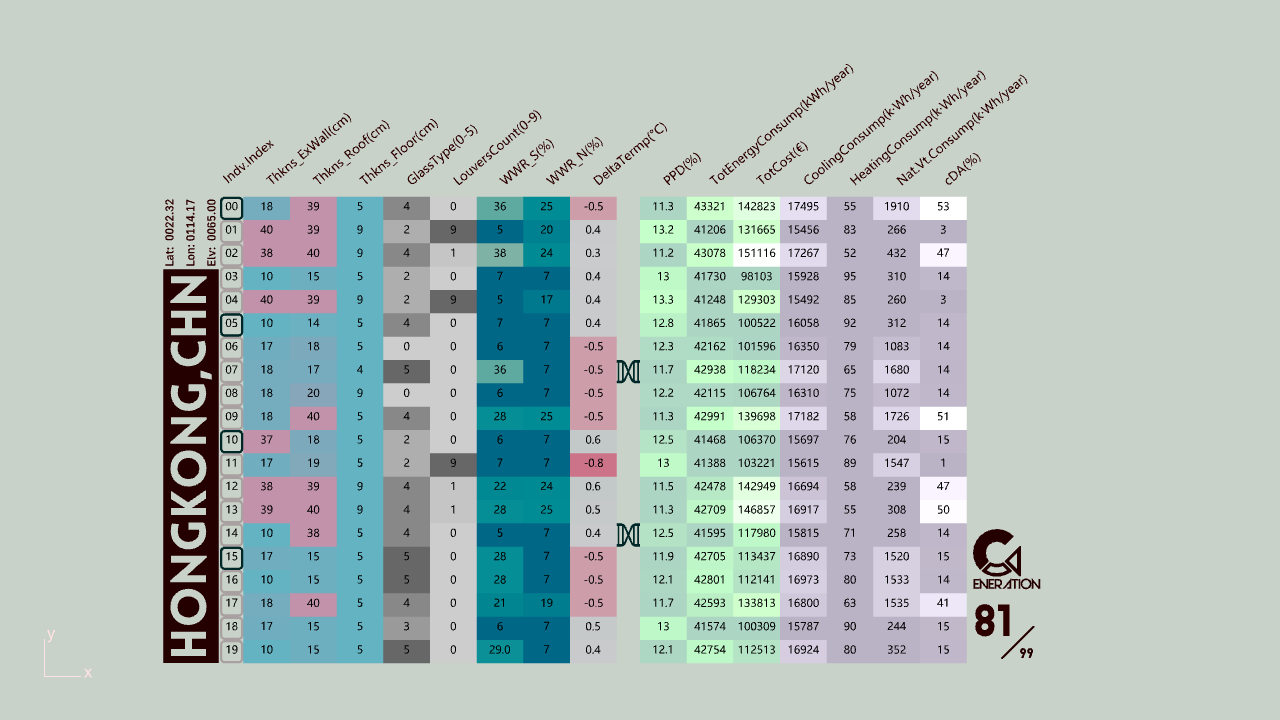 Indv.Index Thkns_ExWall(cm) Thkns_Roof(cm) Thkns_Floor(cm) GlassType(0-5) LouversCount(0-9) WWR_S(%) WWR_N(%) DeltaTermp(°C) PPD(%) TotEnergyConsump(kWh/year) TotCost(€) CoolingConsump(k·Wh/year) HeatingConsump(k·Wh/year) Nat.Vt.Consump(k·Wh/year) cDA(%)
Lat: 0022.32
Lon: 0114.17
Elv: 0065.00
HONGKONG,CHN
00 18 39 5 4 0 36 25 -0.5 11.3 43321 142823 17495 55 1910 53
01 40 39 9 2 9 5 20 0.4 13.2 41206 131665 15456 83 266 3
02 38 40 9 4 1 38 24 0.3 11.2 43078 151116 17267 52 432 47
03 10 15 5 2 0 7 7 0.4 13 41730 98103 15928 95 310 14
04 40 39 9 2 9 5 17 0.4 13.3 41248 129303 15492 85 260 3
05 10 14 5 4 0 7 7 0.4 12.8 41865 100522 16058 92 312 14
06 17 18 5 0 0 6 7 -0.5 12.3 42162 101596 16350 79 1083 14
07 18 17 4 5 0 36 7 -0.5 11.7 42938 118234 17120 65 1680 14
08 18 20 9 0 0 6 7 -0.5 12.2 42115 106764 16310 75 1072 14
09 18 40 5 4 0 28 25 -0.5 11.3 42991 139698 17182 58 1726 51
10 37 18 5 2 0 6 7 0.6 12.5 41468 106370 15697 76 204 15
11 17 19 5 2 9 7 7 -0.8 13 41388 103221 15615 89 1547 1
12 38 39 9 4 1 22 24 0.6 11.5 42478 142949 16694 58 239 47
13 39 40 9 4 1 28 25 0.5 11.3 42709 146857 16917 55 308 50
14 10 38 5 4 0 5 7 0.4 12.5 41595 117980 15815 71 258 14
15 17 15 5 5 0 28 7 -0.5 11.9 42705 113437 16890 73 1520 15
16 10 15 5 5 0 28 7 -0.5 12.1 42801 112141 16973 80 1533 14
17 18 40 5 4 0 21 19 -0.5 11.7 42593 133813 16800 63 1535 41
18 17 15 5 3 0 6 7 0.5 13 41574 100309 15787 90 244 15
19 10 15 5 5 0 29.0 7 0.4 12.1 42754 112513 16924 80 352 15
GENERATION
81/99
y
x